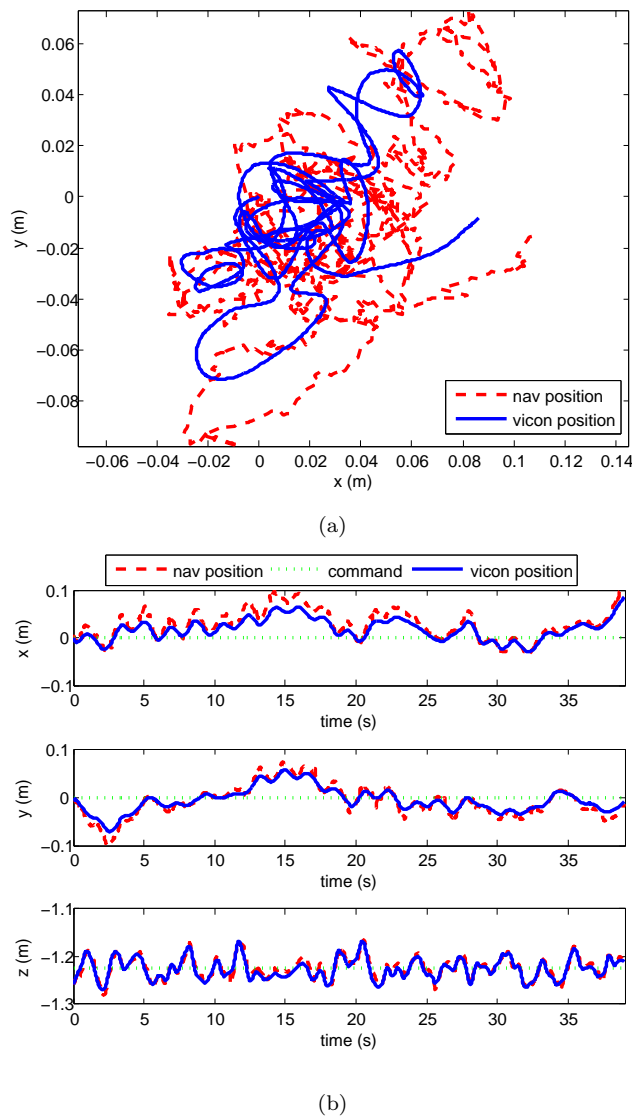 0.06
0.04
0.02
0
−0.02
−0.04
−0.06
−0.08
y (m)
−0.06 −0.04 −0.02 0 0.02 0.04 0.06 0.08 0.1 0.12 0.14
x (m)
nav position
vicon position
(a)
nav position command vicon position
0.1
0
−0.1
x (m)
0 5 10 15 20 25 30 35
time (s)
0.1
0
−0.1
y (m)
0 5 10 15 20 25 30 35
time (s)
−1.1
−1.2
−1.3
z (m)
0 5 10 15 20 25 30 35
time (s)
(b)